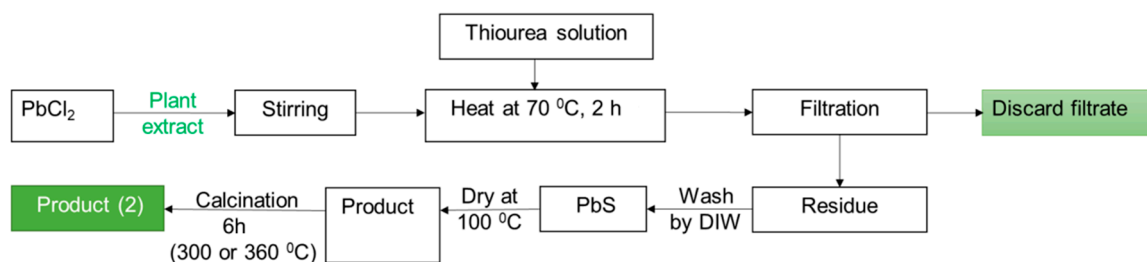 Thiourea solution
PbCl₂
Plant
extract
Stirring
Heat at 70 ⁰C, 2 h
Filtration
Discard filtrate
Product (2)
Calcination
6h
(300 or 360 ⁰C)
Product
Dry at
100 ⁰C
PbS
Wash
by DIW
Residue